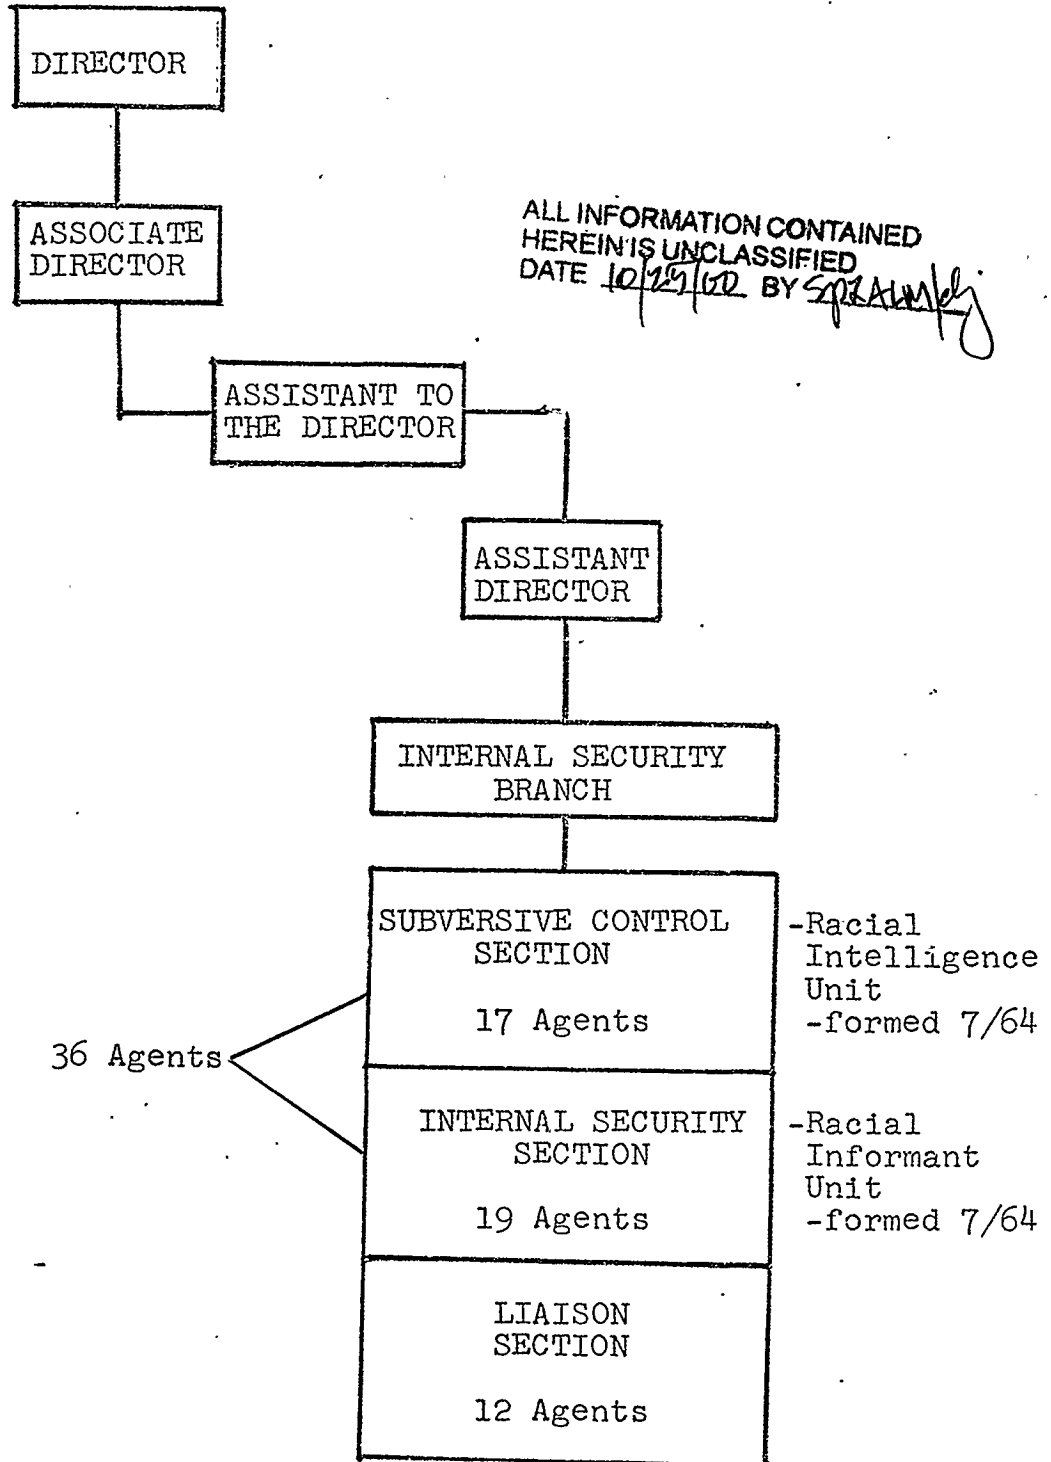 DIRECTOR
ASSOCIATE
DIRECTOR
ALL INFORMATION CONTAINED
HEREIN IS UNCLASSIFIED
DATE BY
ASSISTANT TO
THE DIRECTOR
ASSISTANT
DIRECTOR
INTERNAL SECURITY
BRANCH
SUBVERSIVE CONTROL
SECTION
17 Agents
-Racial
Intelligence
Unit
-formed 7/64
36 Agents
INTERNAL SECURITY
SECTION
19 Agents
-Racial
Informant
Unit
-formed 7/64
LIAISON
SECTION
12 Agents